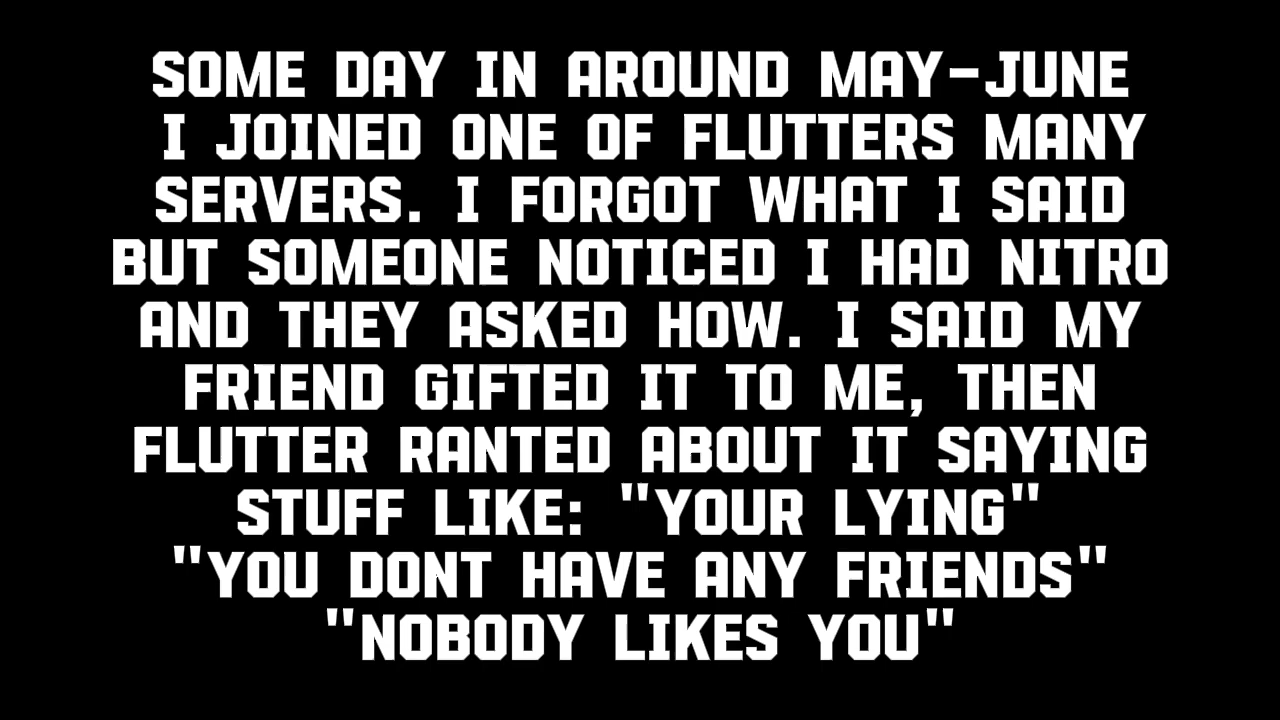 SOME DAY IN AROUND MAY-JUNE
I JOINED ONE OF FLUTTERS MANY
SERVERS. I FORGOT WHAT I SAID
BUT SOMEONE NOTICED I HAD NITRO
AND THEY ASKED HOW. I SAID MY
FRIEND GIFTED IT TO ME, THEN
FLUTTER RANTED ABOUT IT SAYING
STUFF LIKE: "YOUR LYING"
"YOU DONT HAVE ANY FRIENDS"
"NOBODY LIKES YOU"